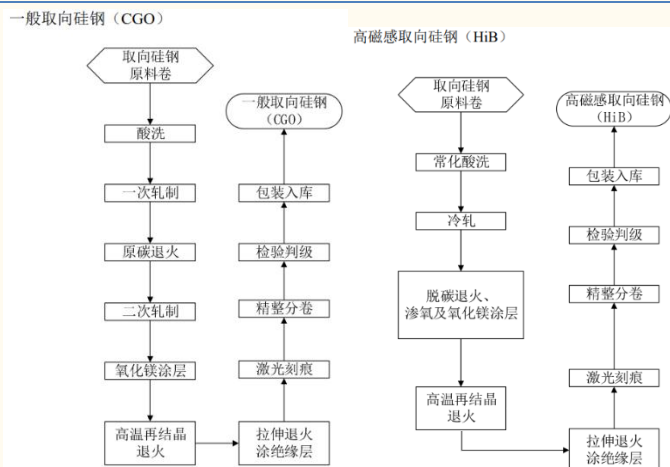 一般取向硅钢（CGO）
取向硅钢
原料卷
酸洗
一次轧制
原碳退火
二次轧制
氧化镁涂层
高温再结晶
退火
拉伸退火
涂绝缘层
激光刻痕
精整分卷
检验判级
包装入库
一般取向硅钢
（CGO）
高磁感取向硅钢（HiB）
取向硅钢
原料卷
常化酸洗
冷轧
脱碳退火、
渗氧及氧化镁涂层
高温再结晶
退火
拉伸退火
涂绝缘层
激光刻痕
精整分卷
检验判级
包装入库
高磁感取向硅钢
（HiB）